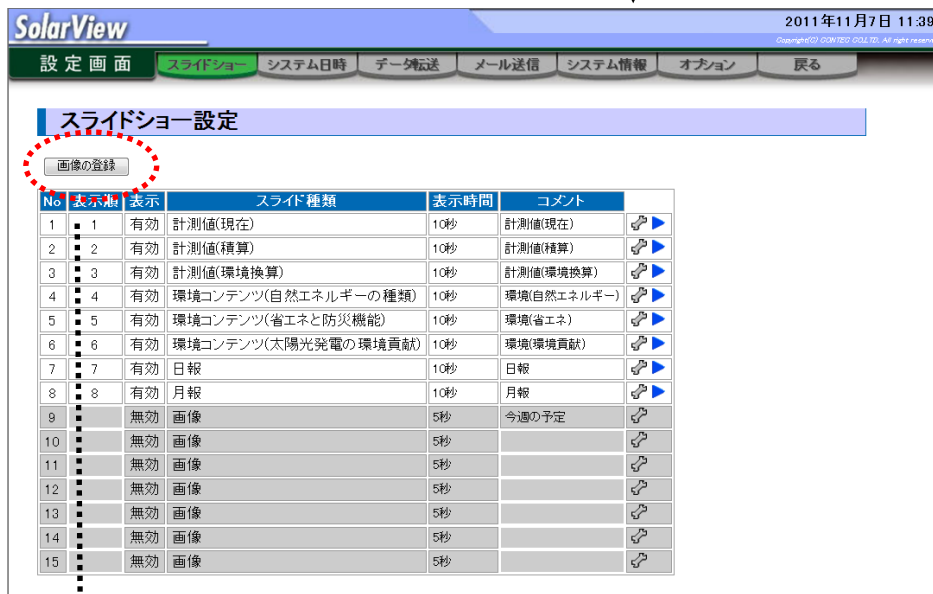 SolarView
2011年11月7日 11:39
Copyright(C) CONTEC CO.LTD. All right reserv
設定画面 スライドショー システム日時 データ転送 メール送信 システム情報 オプション 戻る
スライドショー設定
画像の登録
No 表示順 表示 スライド種類 表示時間 コメント
1 1 有効 計測値(現在) 10秒 計測値(現在)
2 2 有効 計測値(積算) 10秒 計測値(積算)
3 3 有効 計測値(環境換算) 10秒 計測値(環境換算)
4 4 有効 環境コンテンツ(自然エネルギーの種類) 10秒 環境(自然エネルギー)
5 5 有効 環境コンテンツ(省エネと防災機能) 10秒 環境(省エネ)
6 6 有効 環境コンテンツ(太陽光発電の環境貢献) 10秒 環境(環境貢献)
7 7 有効 日報 10秒 日報
8 8 有効 月報 10秒 月報
9 無効 画像 5秒 今週の予定
10 無効 画像 5秒
11 無効 画像 5秒
12 無効 画像 5秒
13 無効 画像 5秒
14 無効 画像 5秒
15 無効 画像 5秒